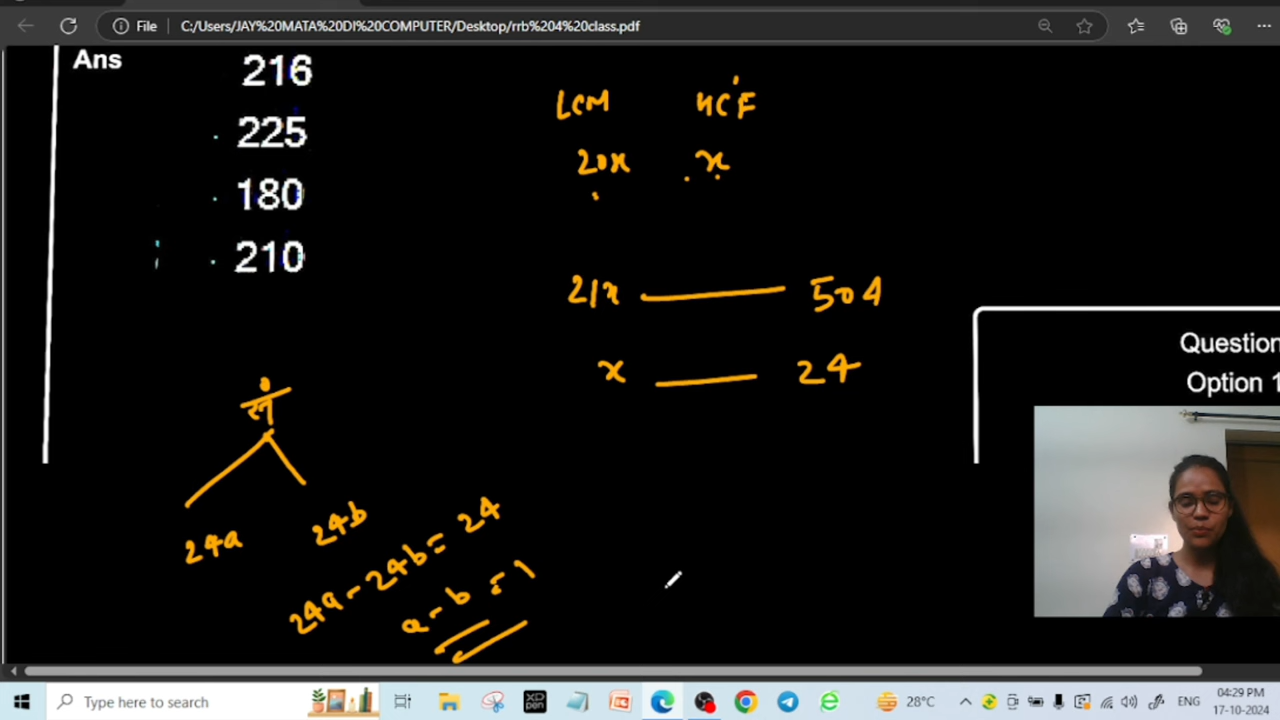 File C:/Users/JAY%20MATA%20DI%20COMPUTER/Desktop/rrb%204%20class.pdf
Ans
216
225
180
210
LCM HCF
20x x
21x 504
x 24
24a 24b
24a - 24b = 24
a - b = 1
Question
Option 1
Type here to search
28°C
ENG
04:29 PM
17-10-2024